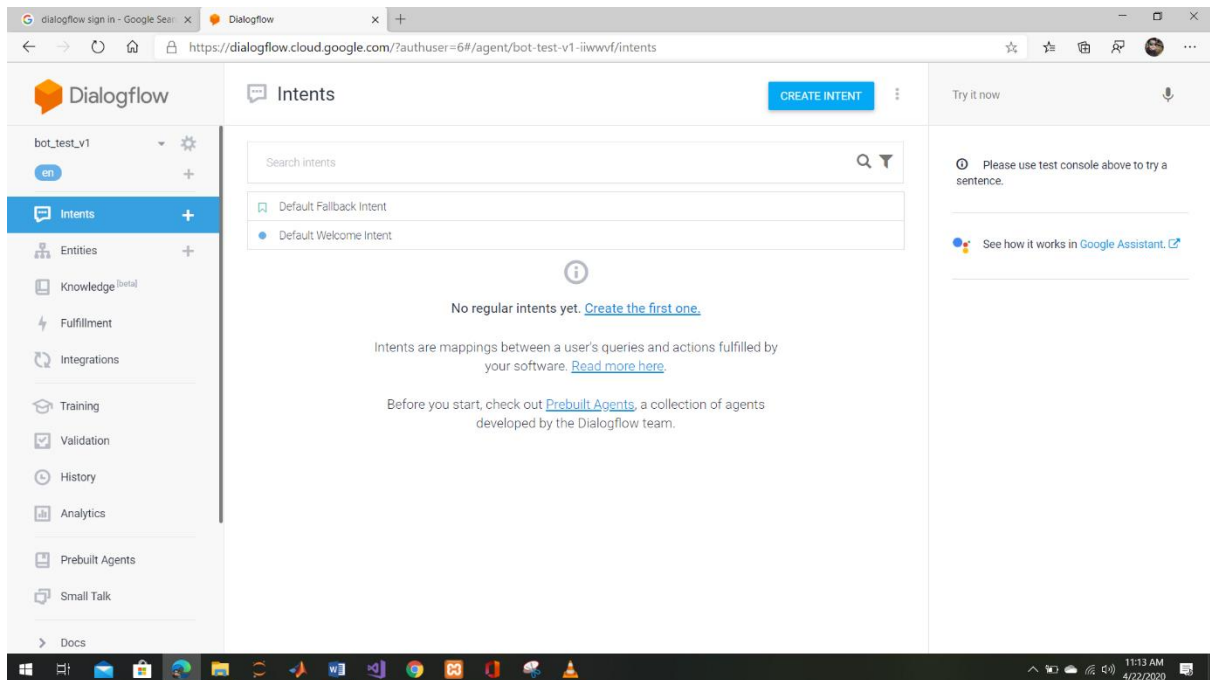 dialogflow sign in - Google Sear
Dialogflow
https://dialogflow.cloud.google.com/?authuser=6#/agent/bot-test-v1-iiwwvf/intents
Dialogflow
Intents
CREATE INTENT
Try it now
bot_test_v1
en
Search intents
Please use test console above to try a
sentence.
Intents
Default Fallback Intent
Default Welcome Intent
See how it works in Google Assistant.
Entities
Knowledge [beta]
No regular intents yet. Create the first one.
Fulfillment
Intents are mappings between a user's queries and actions fulfilled by
your software. Read more here.
Integrations
Before you start, check out Prebuilt Agents, a collection of agents
developed by the Dialogflow team.
Training
Validation
History
Analytics
Prebuilt Agents
Small Talk
Docs
11:13 AM
4/22/2020